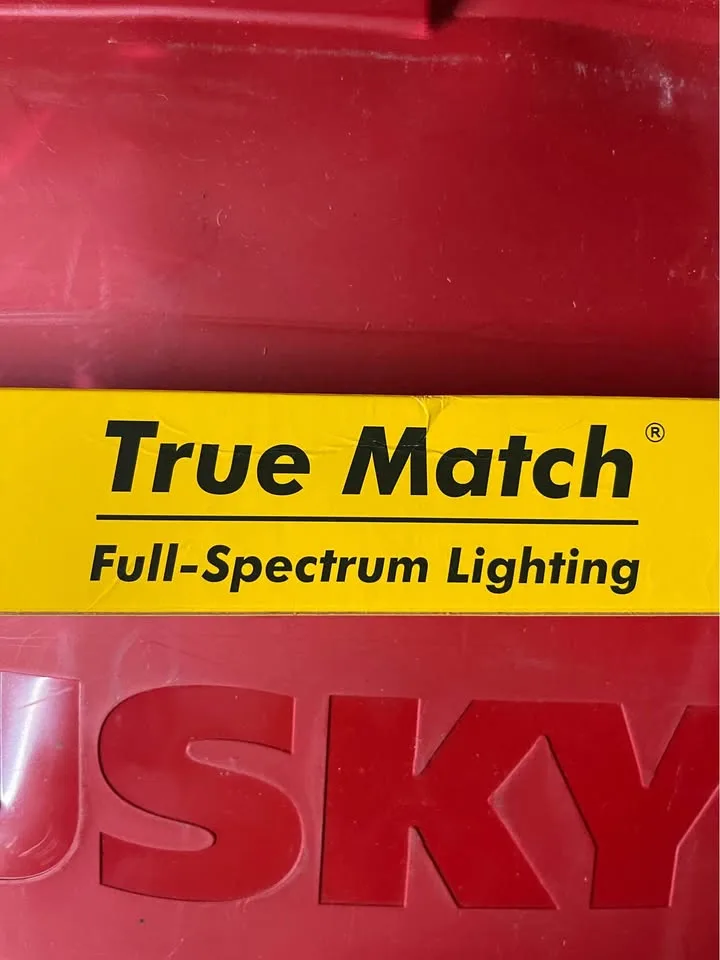 True Match®
Full-Spectrum Lighting
USKY